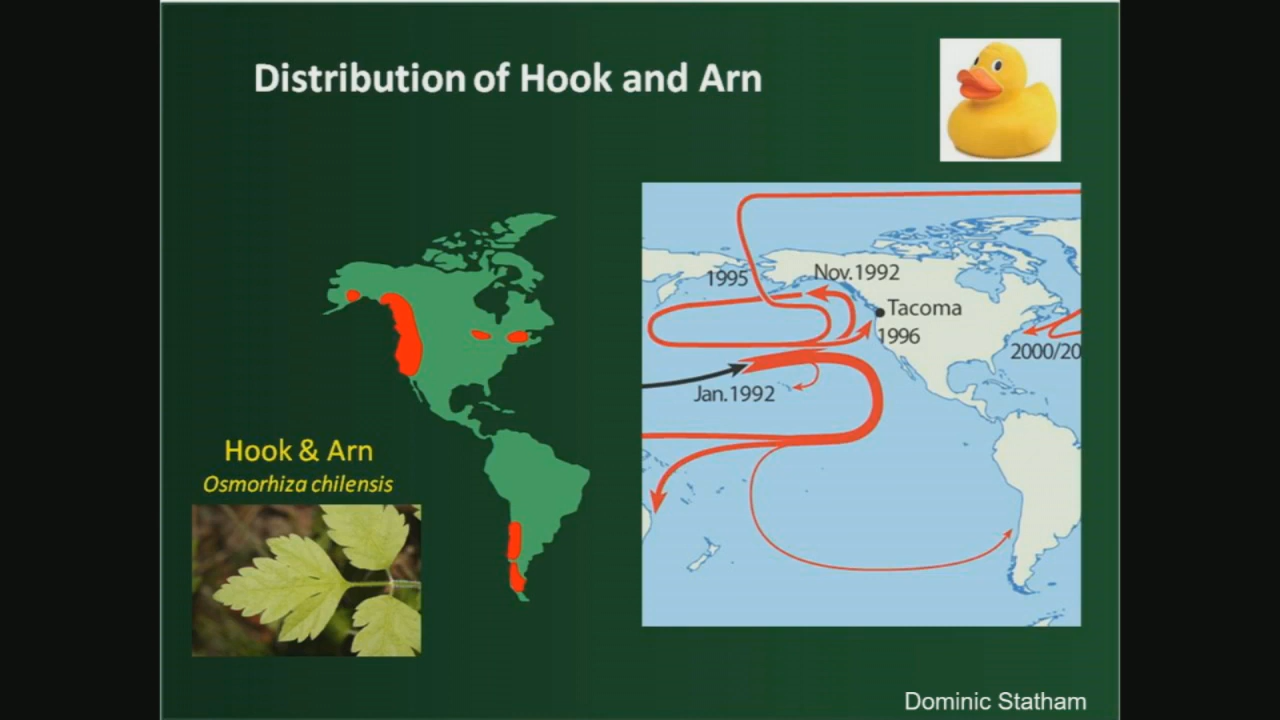 Distribution of Hook and Arn
Hook & Arn
Osmorhiza chilensis
1995
Nov.1992
Tacoma
1996
2000/20
Jan.1992
Dominic Statham